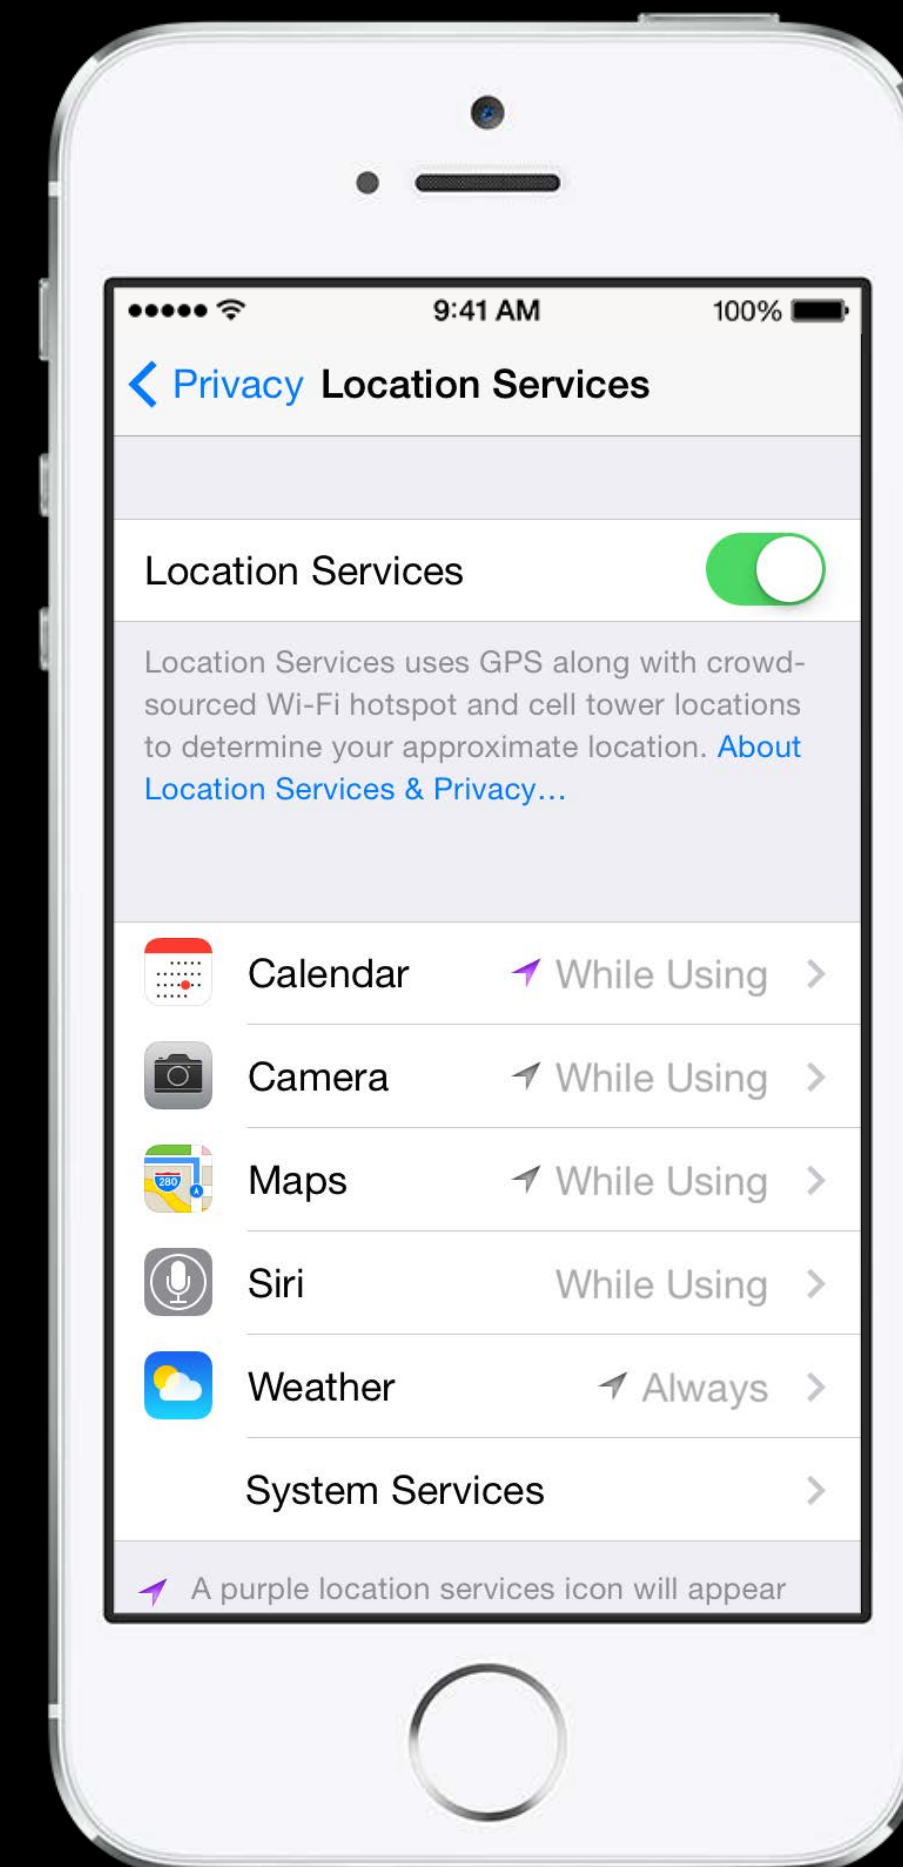 9:41 AM 100%
Privacy Location Services
Location Services
Location Services uses GPS along with crowd-
sourced Wi-Fi hotspot and cell tower locations
to determine your approximate location. About
Location Services & Privacy…
Calendar While Using
Camera While Using
280
Maps While Using
Siri While Using
Weather Always
System Services
A purple location services icon will appear